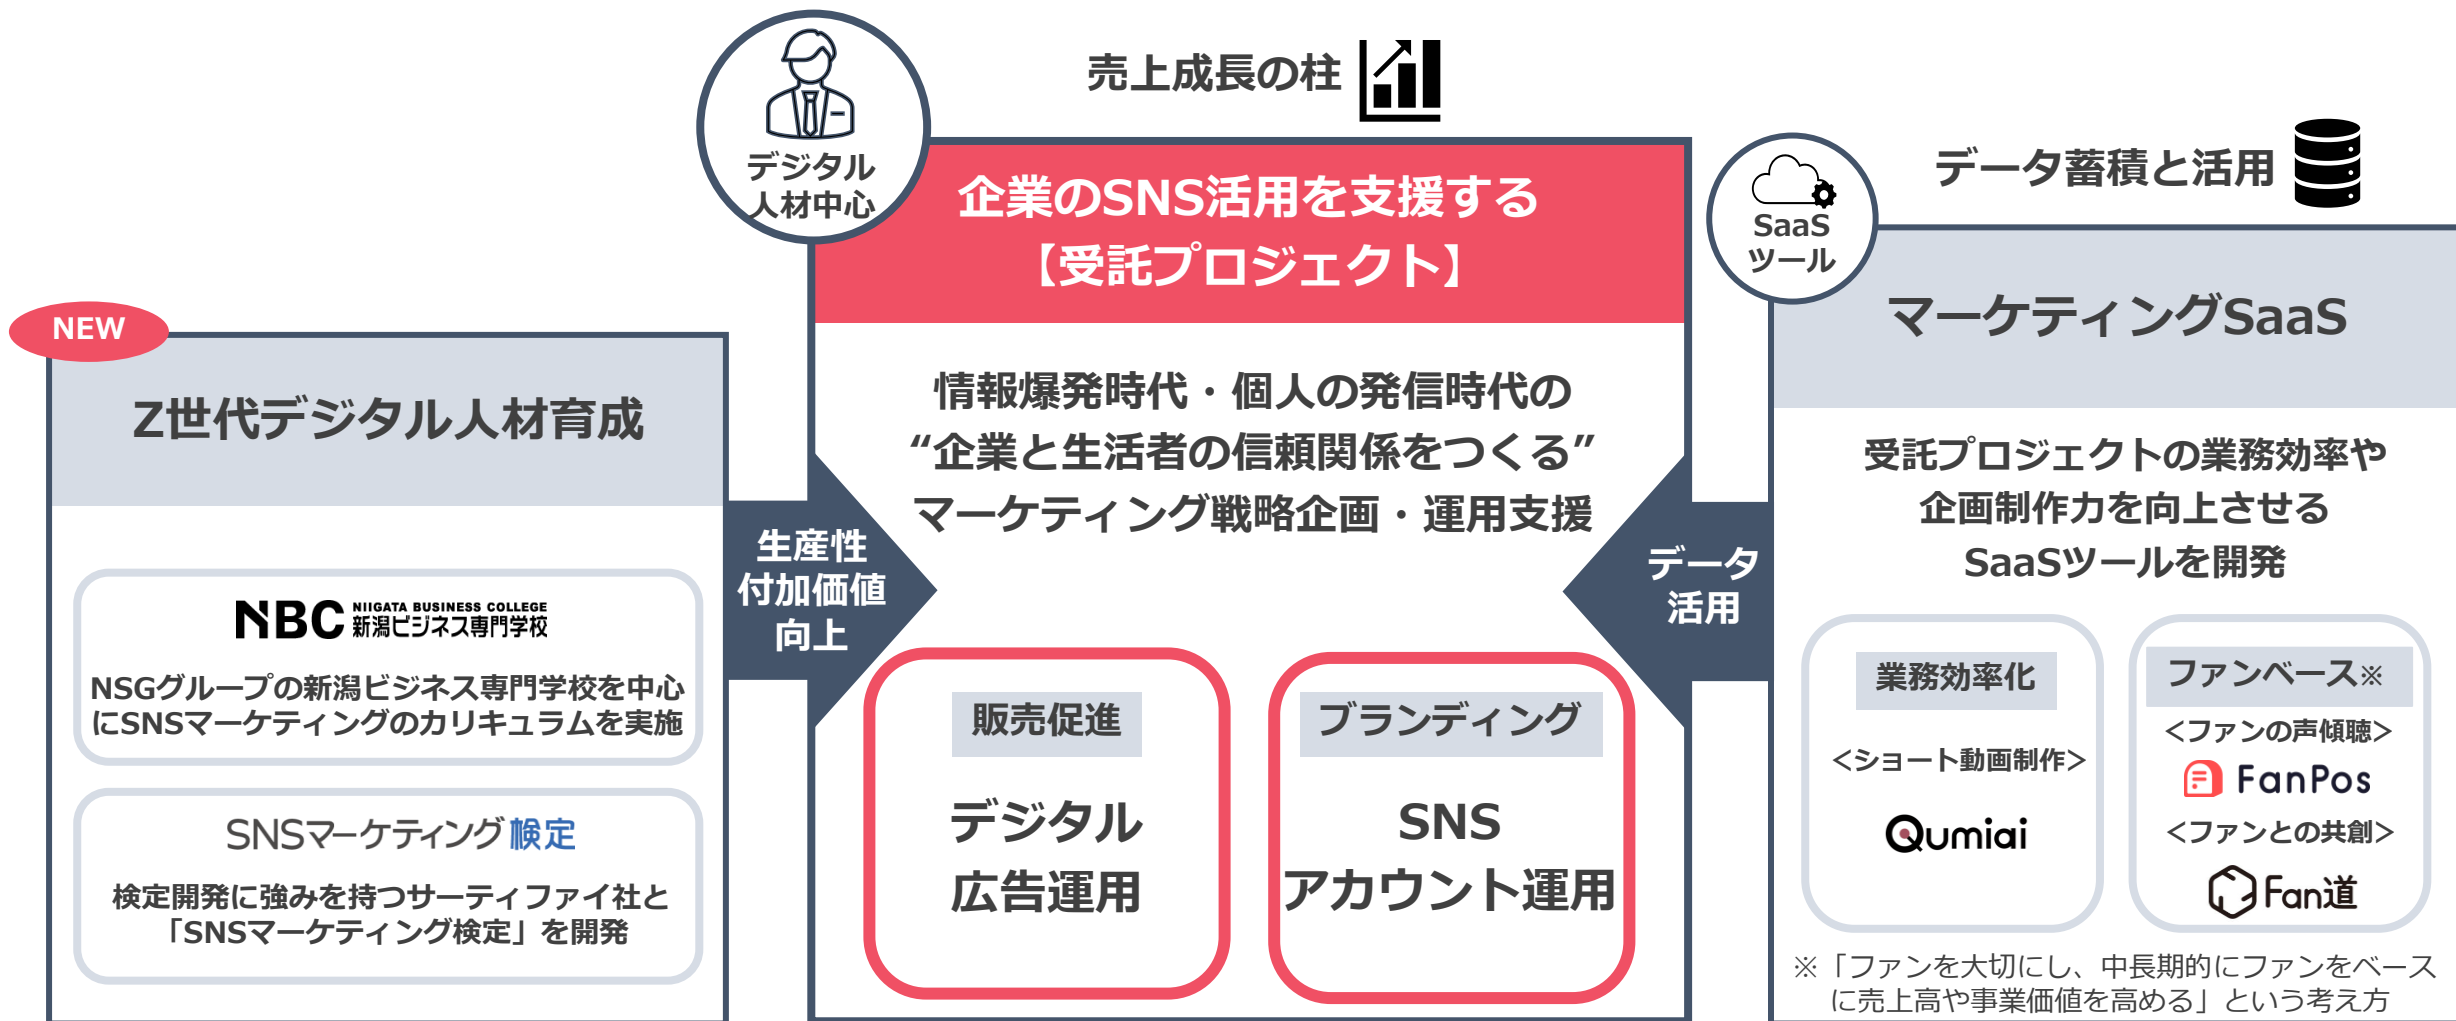 NEW
Z世代デジタル人材育成
NBC NIIGATA BUSINESS COLLEGE
新潟ビジネス専門学校
NSGグループの新潟ビジネス専門学校を中心
にSNSマーケティングのカリキュラムを実施
SNSマーケティング検定
検定開発に強みを持つサーティファイ社と
「SNSマーケティング検定」を開発
生産性
付加価値
向上
デジタル
人材中心
売上成長の柱
企業のSNS活用を支援する
【受託プロジェクト】
情報爆発時代・個人の発信時代の
“企業と生活者の信頼関係をつくる”
マーケティング戦略企画・運用支援
販売促進
デジタル
広告運用
ブランディング
SNS
アカウント運用
データ
活用
SaaS
ツール
データ蓄積と活用
マーケティングSaaS
受託プロジェクトの業務効率や
企画制作力を向上させる
SaaSツールを開発
業務効率化
<ショート動画制作>
Qumiai
ファンベース※
<ファンの声傾聴>
FanPos
<ファンとの共創>
Fan道
※「ファンを大切にし、中長期的にファンをベース
に売上高や事業価値を高める」という考え方